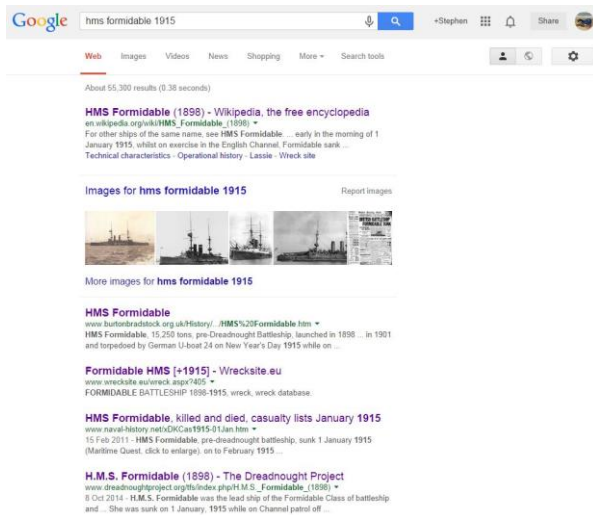 Google hms formidable 1915 +Stephen Share
Web Images Videos News Shopping More Search tools
About 55,300 results (0.38 seconds)
HMS Formidable (1898) - Wikipedia, the free encyclopedia
en.wikipedia.org/wiki/HMS_Formidable_(1898)
For other ships of the same name, see HMS Formidable. ... early in the morning of 1
January 1915, whilst on exercise in the English Channel, Formidable sank ...
Technical characteristics - Operational history - Lassie - Wreck site
Images for hms formidable 1915 Report images
More images for hms formidable 1915
HMS Formidable
www.burtonbradstock.org.uk/History/.../HMS%20Formidable.htm
HMS Formidable, 15,250 tons, pre-Dreadnought Battleship, launched in 1898 ... in 1901
and torpedoed by German U-boat 24 on New Year's Day 1915 while on ...
Formidable HMS [+1915] - Wrecksite.eu
www.wrecksite.eu/wreck.aspx?405
FORMIDABLE BATTLESHIP 1898-1915, wreck, wreck database.
HMS Formidable, killed and died, casualty lists January 1915
www.naval-history.net/xDKCas1915-01Jan.htm
15 Feb 2011 - HMS Formidable, pre-dreadnought battleship, sunk 1 January 1915
(Maritime Quest, click to enlarge). on to February 1915 ...
H.M.S. Formidable (1898) - The Dreadnought Project
www.dreadnoughtproject.org/tfs/index.php/H.M.S._Formidable_(1898)
8 Oct 2014 - H.M.S. Formidable was the lead ship of the Formidable Class of battleship
and ... She was sunk on 1 January, 1915 while on Channel patrol off ...